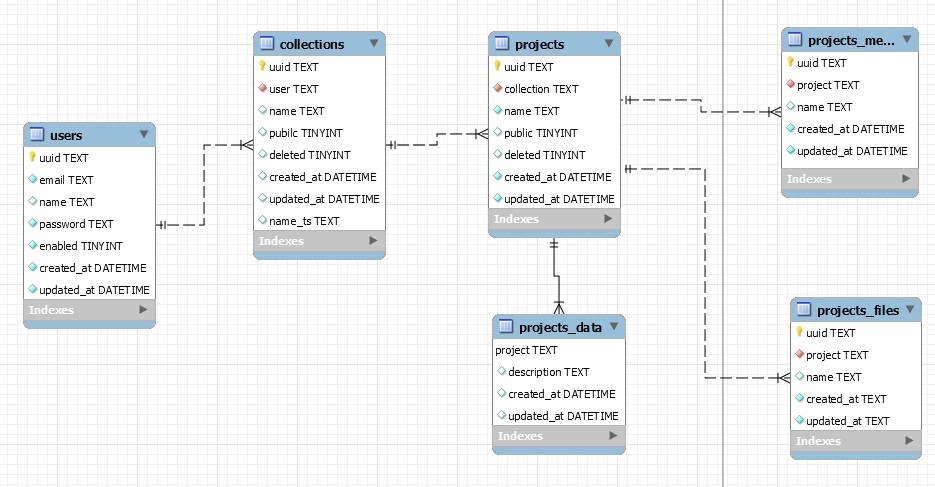 users
uuid TEXT
email TEXT
name TEXT
password TEXT
enabled TINYINT
created_at DATETIME
updated_at DATETIME
Indexes
collections
uuid TEXT
user TEXT
name TEXT
pubilc TINYINT
deleted TINYINT
created_at DATETIME
updated_at DATETIME
name_ts TEXT
Indexes
projects
uuid TEXT
collection TEXT
name TEXT
public TINYINT
deleted TINYINT
created_at DATETIME
updated_at DATETIME
Indexes
projects_data
project TEXT
description TEXT
created_at DATETIME
updated_at DATETIME
Indexes
projects_me...
uuid TEXT
project TEXT
name TEXT
created_at DATETIME
updated_at DATETIME
Indexes
projects_files
uuid TEXT
project TEXT
name TEXT
created_at TEXT
updated_at TEXT
Indexes